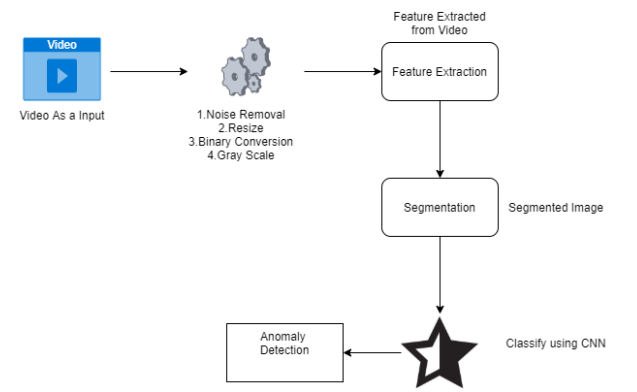 Video
Video As a Input
1.Noise Removal
2.Resize
3.Binary Conversion
4.Gray Scale
Feature Extracted
from Video
Feature Extraction
Segmentation
Segmented Image
Classify using CNN
Anomaly
Detection